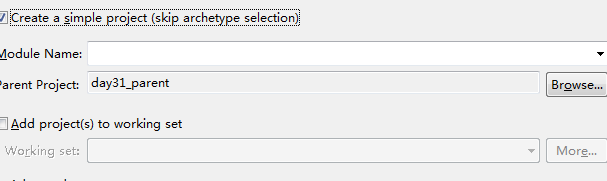 Create a simple project (skip archetype selection)
Module Name:
Parent Project: day31_parent Browse...
Add project(s) to working set
Working set: More...